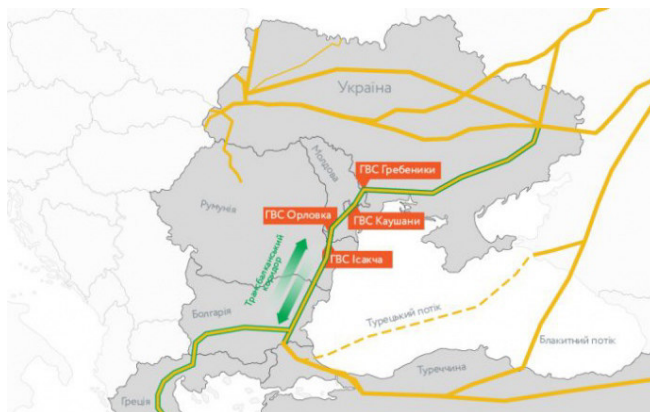 Україна
Молдова
ГВС Гребеники
Румунія
ГВС Орловка
ГВС Каушани
ГВС Ісакча
Трансбалканський
коридор
Болгарія
Турецький потік
Блакитний потік
Туреччина
Греція